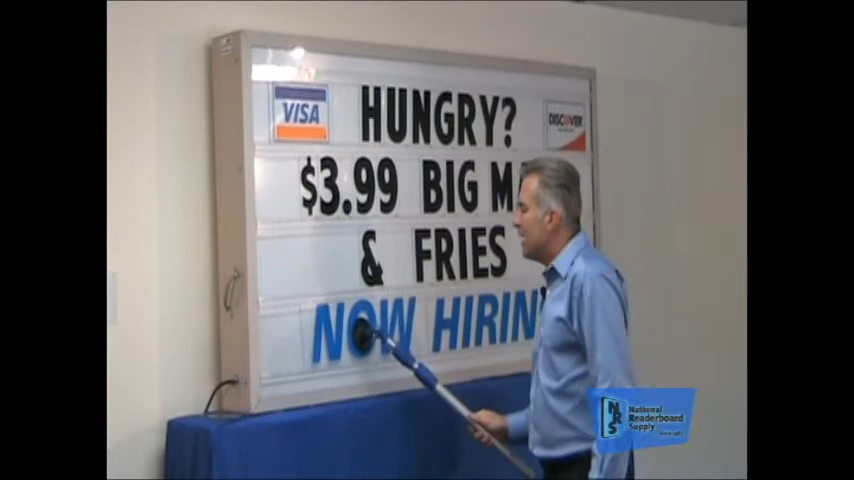 HUNGRY?
VISA
DISCOVER
$3.99 BIG
& FRIES
NOW
NRS
National
Readerboard
Supply